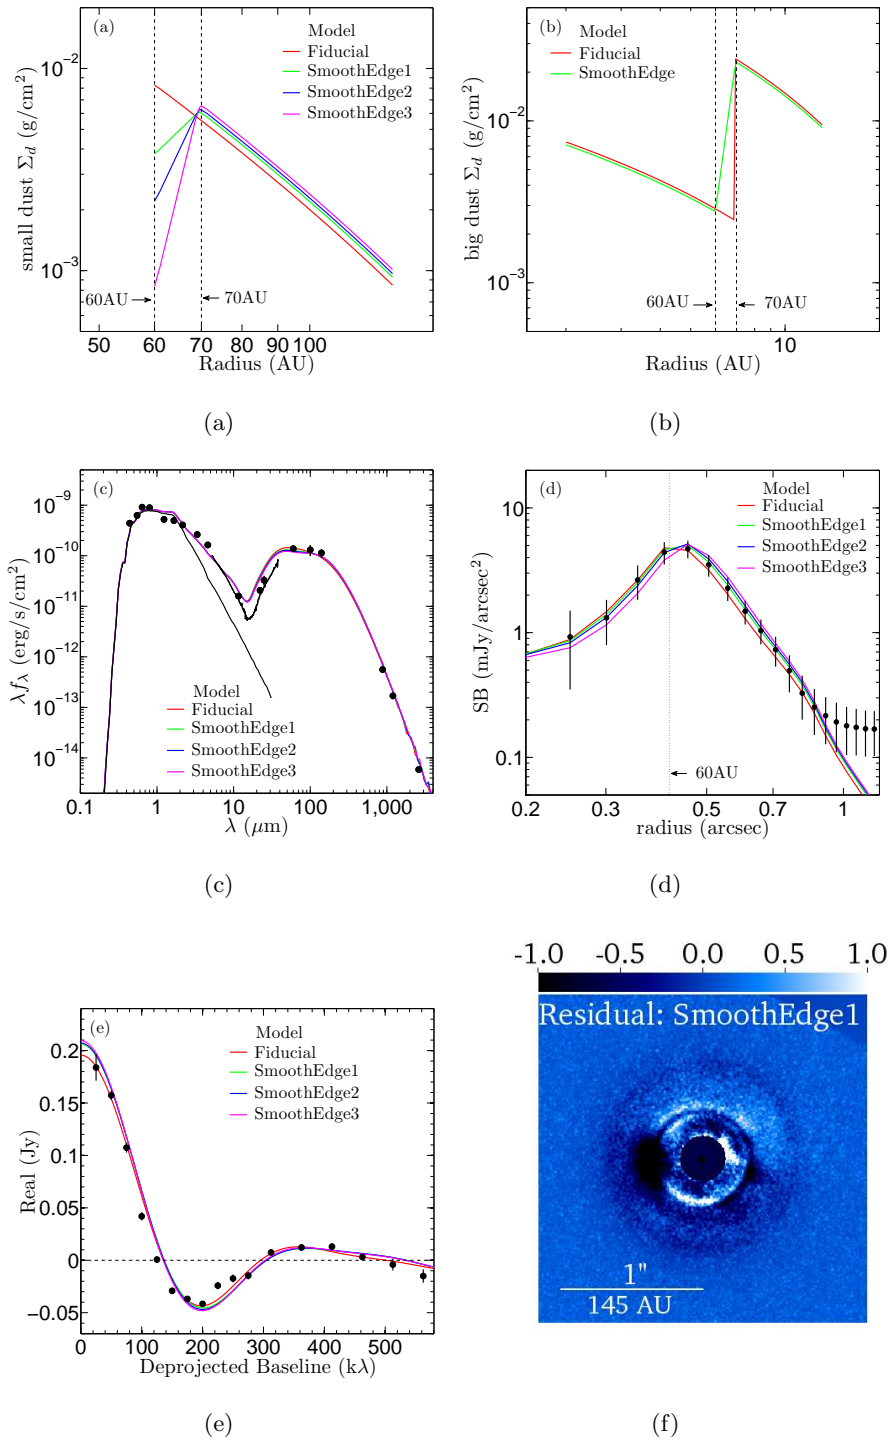 (a)
Model
Fiducial
SmoothEdge1
SmoothEdge2
SmoothEdge3
small dust Σ_d (g/cm²)
10⁻²
10⁻³
60AU
70AU
50 60 70 80 90 100
Radius (AU)
(a)
(b)
Model
Fiducial
SmoothEdge
big dust Σ_d (g/cm²)
10⁻²
10⁻³
60AU
70AU
10
Radius (AU)
(b)
(c)
λf_λ (erg/s/cm²)
10⁻⁹
10⁻¹⁰
10⁻¹¹
10⁻¹²
10⁻¹³
10⁻¹⁴
Model
Fiducial
SmoothEdge1
SmoothEdge2
SmoothEdge3
0.1 1 10 100 1,000
λ (μm)
(c)
(d)
Model
Fiducial
SmoothEdge1
SmoothEdge2
SmoothEdge3
SB (mJy/arcsec²)
10
1
0.1
60AU
0.2 0.3 0.5 0.7 1
radius (arcsec)
(d)
(e)
Model
Fiducial
SmoothEdge1
SmoothEdge2
SmoothEdge3
Real (Jy)
0.2
0.15
0.1
0.05
0
−0.05
0 100 200 300 400 500
Deprojected Baseline (kλ)
(e)
-1.0 -0.5 0.0 0.5 1.0
Residual: SmoothEdge1
1"
145 AU
(f)